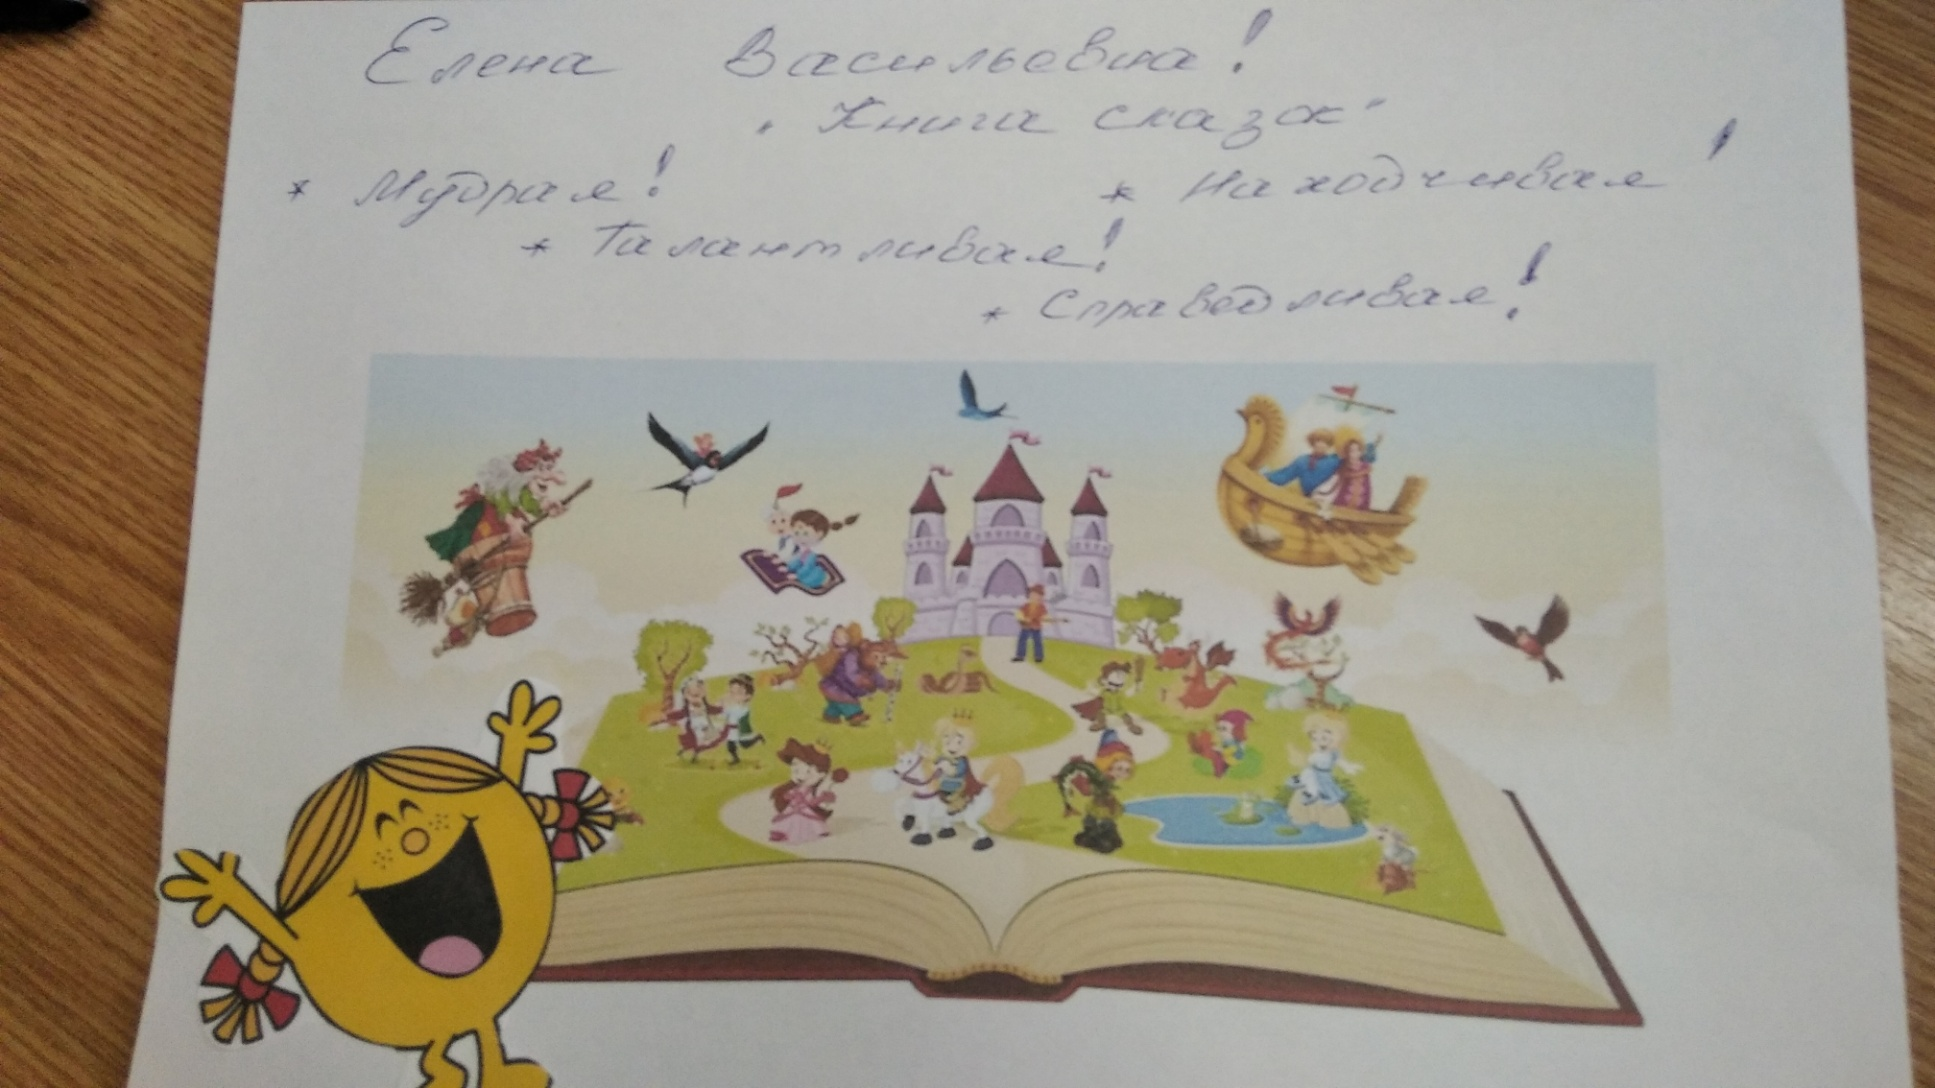 Елена Васильевна!
"Книга сказок"
* Мудрая! * Находчивая!
* Талантливая!
* Справедливая!